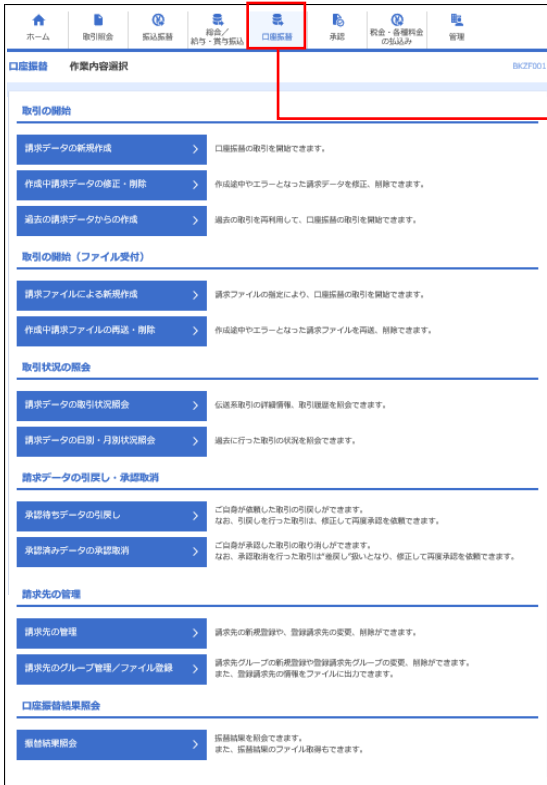 ホーム
取引照会
振込振替
総合／
給与・賞与振込
口座振替
承認
税金・各種料金
の払込み
管理
口座振替 作業内容選択 BKZF001
取引の開始
請求データの新規作成 口座振替の取引を開始できます。
作成中請求データの修正・削除 作成途中やエラーとなった請求データを修正、削除できます。
過去の請求データからの作成 過去の取引を再利用して、口座振替の取引を開始できます。
取引の開始（ファイル受付）
請求ファイルによる新規作成 請求ファイルの指定により、口座振替の取引を開始できます。
作成中請求ファイルの再送・削除 作成途中やエラーとなった請求ファイルを再送、削除できます。
取引状況の照会
請求データの取引状況照会 伝送系取引の詳細情報、取引履歴を照会できます。
請求データの日別・月別状況照会 過去に行った取引の状況を照会できます。
請求データの引戻し・承認取消
承認待ちデータの引戻し ご自身が依頼した取引の引戻しができます。
なお、引戻しを行った取引は、修正して再度承認を依頼できます。
承認済みデータの承認取消 ご自身が承認した取引の取り消しができます。
なお、承認取消を行った取引は"差戻し"扱いとなり、修正して再度承認を依頼できます。
請求先の管理
請求先の管理 請求先の新規登録や、登録請求先の変更、削除ができます。
請求先のグループ管理／ファイル登録 請求先グループの新規登録や登録請求先グループの変更、削除ができます。
また、登録請求先の情報をファイルに出力できます。
口座振替結果照会
振替結果照会 振替結果を照会できます。
また、振替結果のファイル取得もできます。